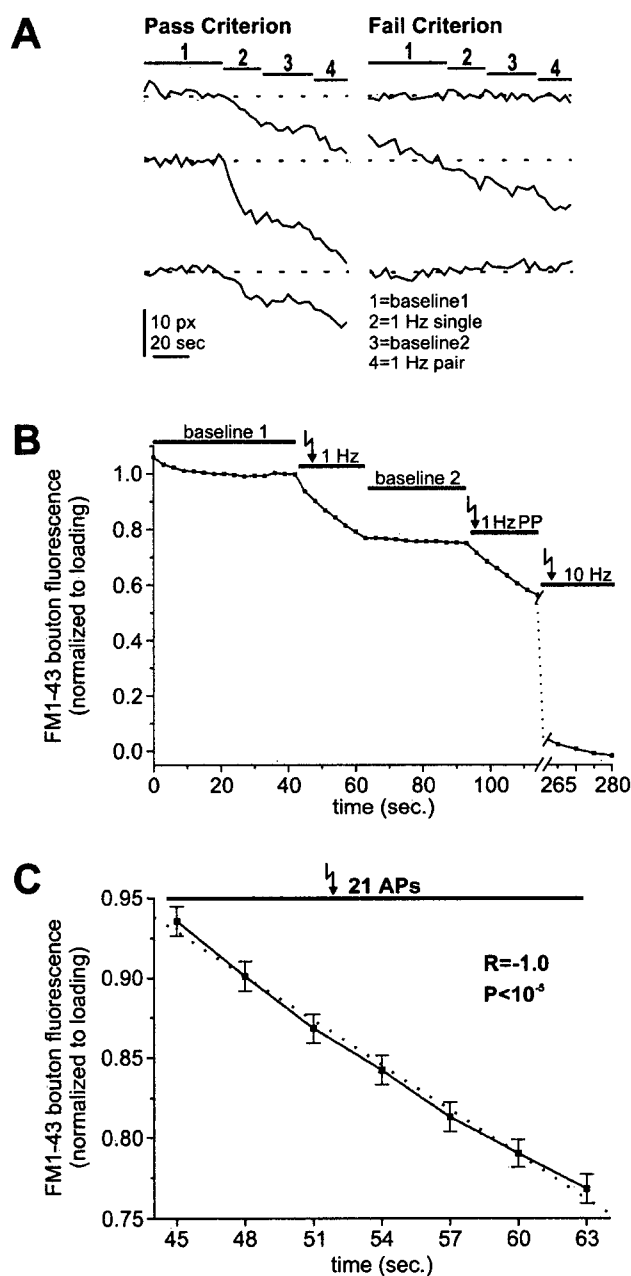 A
Pass Criterion
Fail Criterion
1 2 3 4
1 2 3 4
10 px
20 sec
1=baseline1
2=1 Hz single
3=baseline2
4=1 Hz pair
B
baseline 1
1 Hz
baseline 2
1 Hz PP
10 Hz
FM1-43 bouton fluorescence
(normalized to loading)
1.0
0.8
0.6
0.4
0.2
0.0
0 20 40 60 80 100 265 280
time (sec.)
C
21 APs
R=-1.0
P<10⁻⁵
FM1-43 bouton fluorescence
(normalized to loading)
0.95
0.90
0.85
0.80
0.75
45 48 51 54 57 60 63
time (sec.)